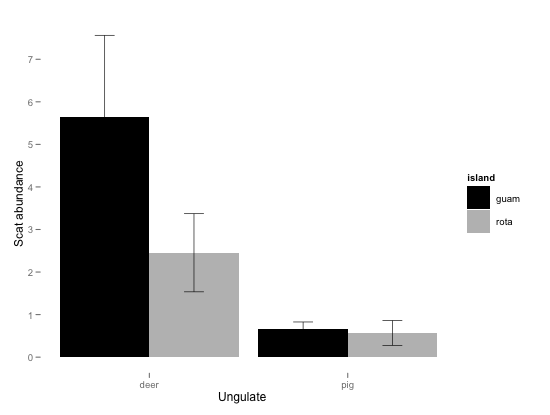 7
6
5
4
3
2
1
0
Scat abundance
deer
pig
Ungulate
island
guam
rota